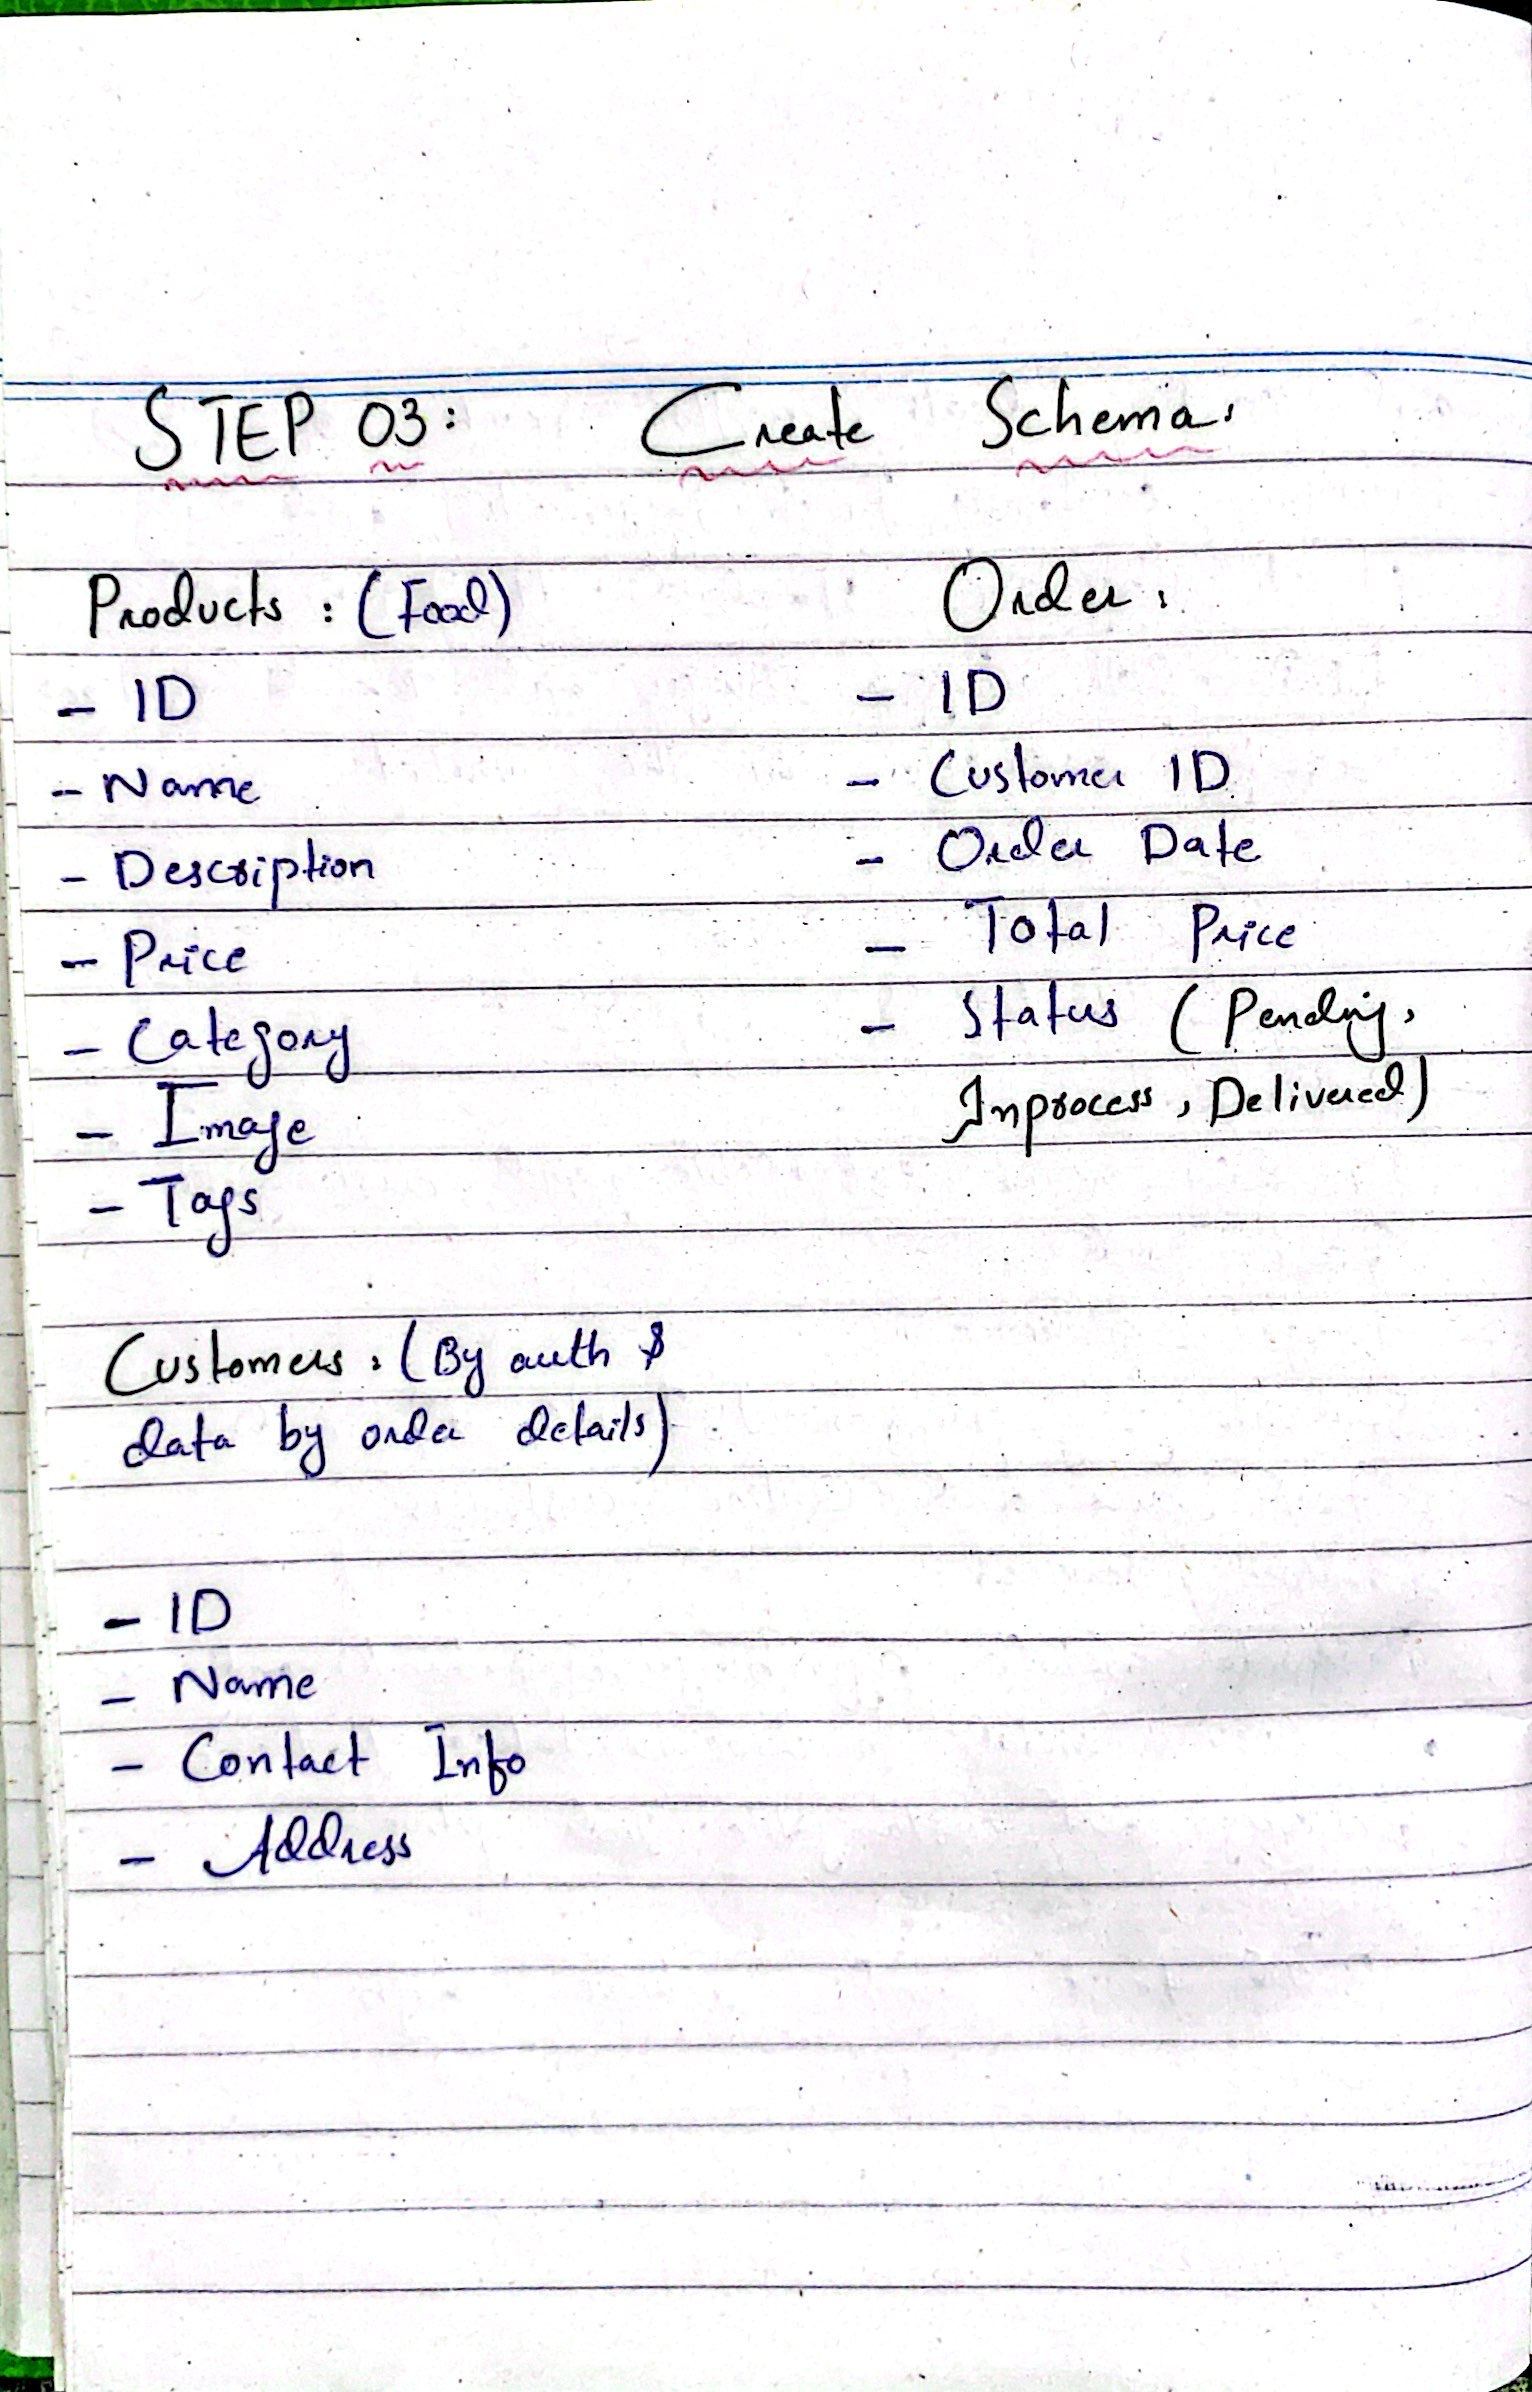 STEP 03: Create Schema:
Products : (Food)
- ID
- Name
- Description
- Price
- Category
- Image
- Tags
Order :
- ID
- Customer ID
- Order Date
- Total Price
- Status (Pending,
Inprocess, Delivered)
Customers : (By auth &
data by order details)
- ID
- Name
- Contact Info
- Address